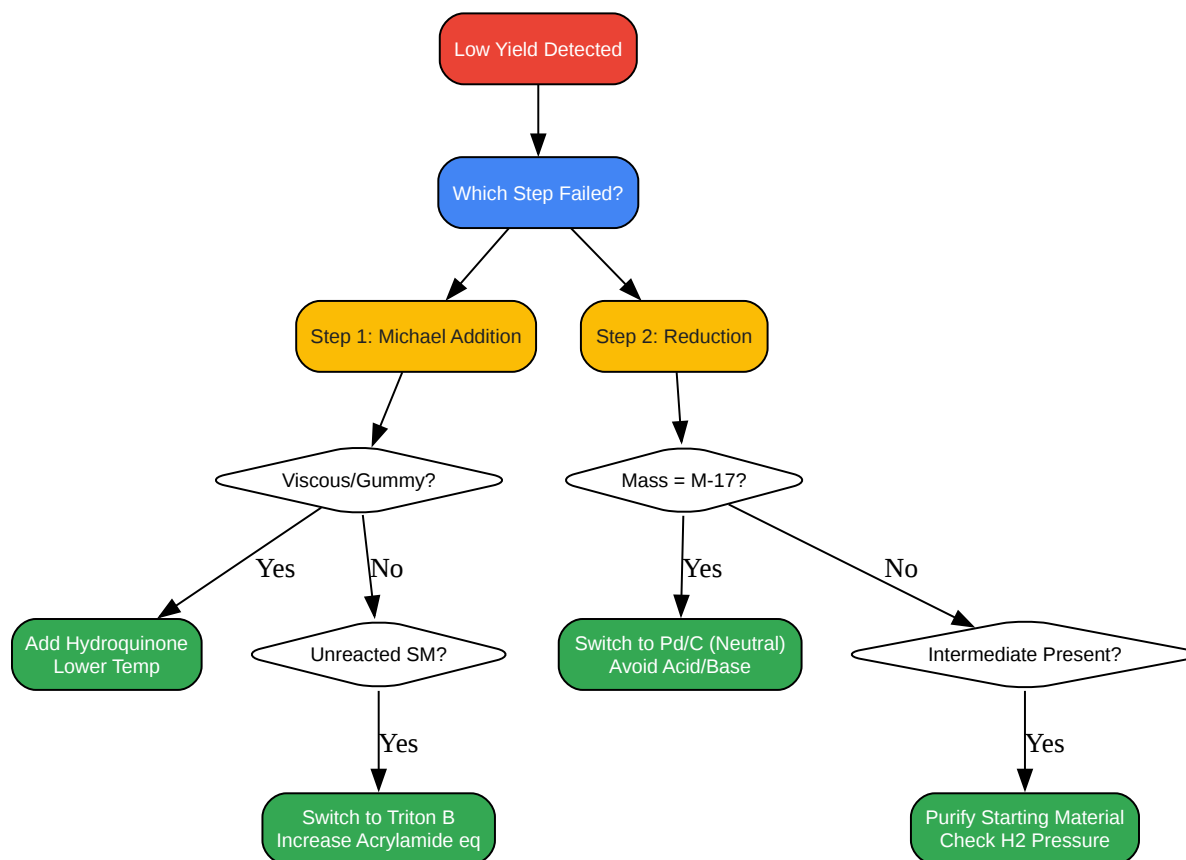 Low Yield Detected
Which Step Failed?
Step 1: Michael Addition
Step 2: Reduction
Viscous/Gummy?
Mass = M-17?
Yes
No
Yes
No
Add Hydroquinone
Lower Temp
Unreacted SM?
Switch to Pd/C (Neutral)
Avoid Acid/Base
Intermediate Present?
Yes
Yes
Switch to Triton B
Increase Acrylamide eq
Purify Starting Material
Check H2 Pressure